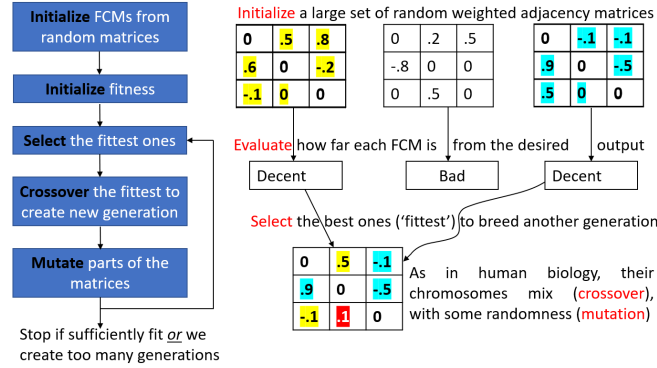 Initialize FCMs from
random matrices
Initialize fitness
Select the fittest ones
Crossover the fittest to
create new generation
Mutate parts of the
matrices
Stop if sufficiently fit or we
create too many generations
Initialize a large set of random weighted adjacency matrices
0 .5 .8
.6 0 -.2
-.1 0 0
0 .2 .5
-.8 0 0
0 .5 0
0 -.1 -.1
.9 0 -.5
.5 0 0
Evaluate how far each FCM is from the desired output
Decent
Bad
Decent
Select the best ones (‘fittest’) to breed another generation
0 .5 -.1
.9 0 -.5
-.1 .1 0
As in human biology, their
chromosomes mix (crossover),
with some randomness (mutation)